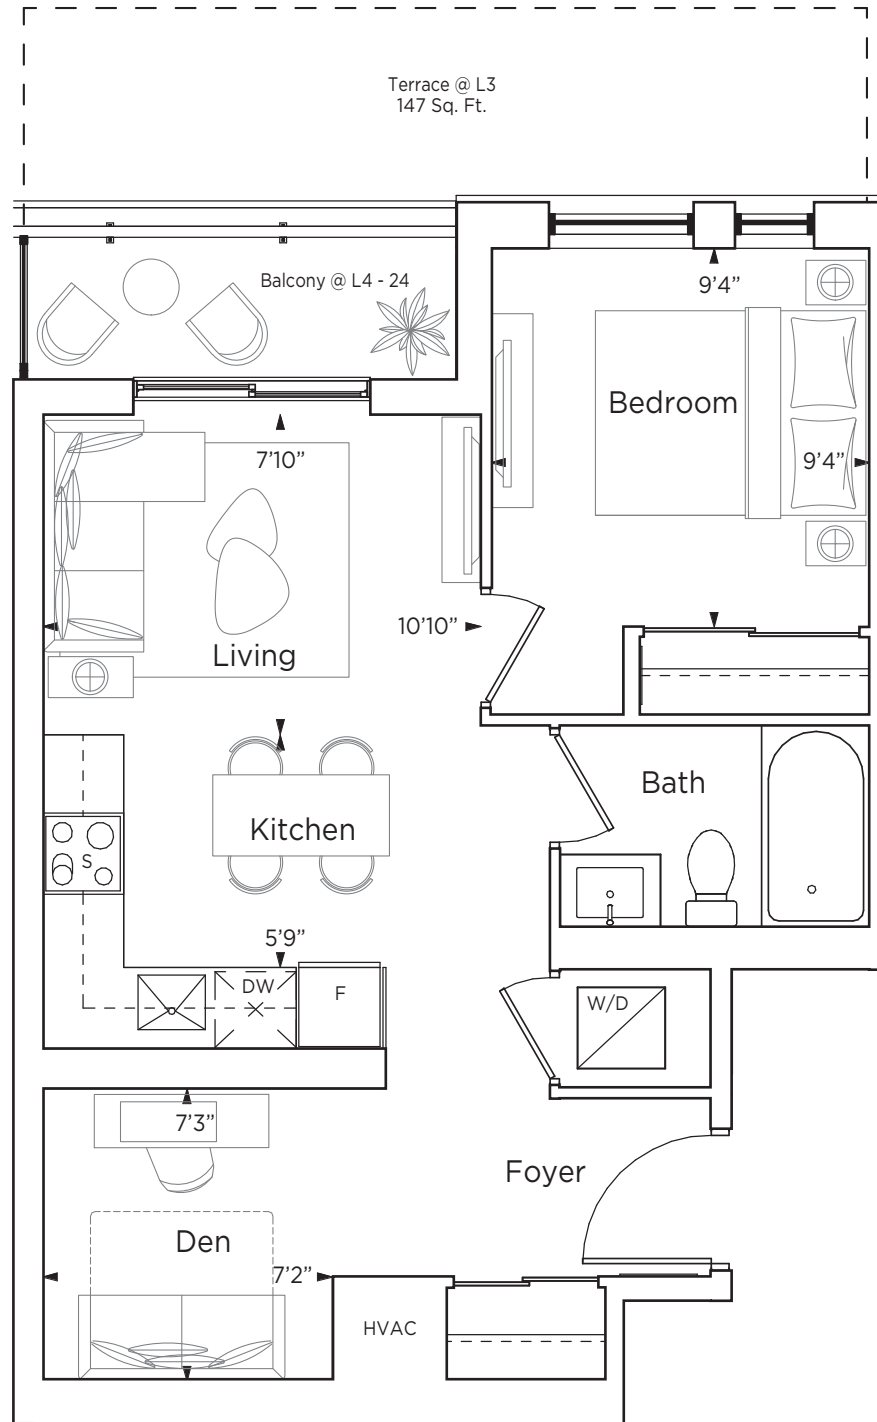 Terrace @ L3
147 Sq. Ft.
Balcony @ L4 - 24
9’4”
Bedroom
7’10”
9’4”
10’10”
Living
Bath
Kitchen
S
5’9”
DW
F
W/D
7’3”
Foyer
Den
7’2”
HVAC